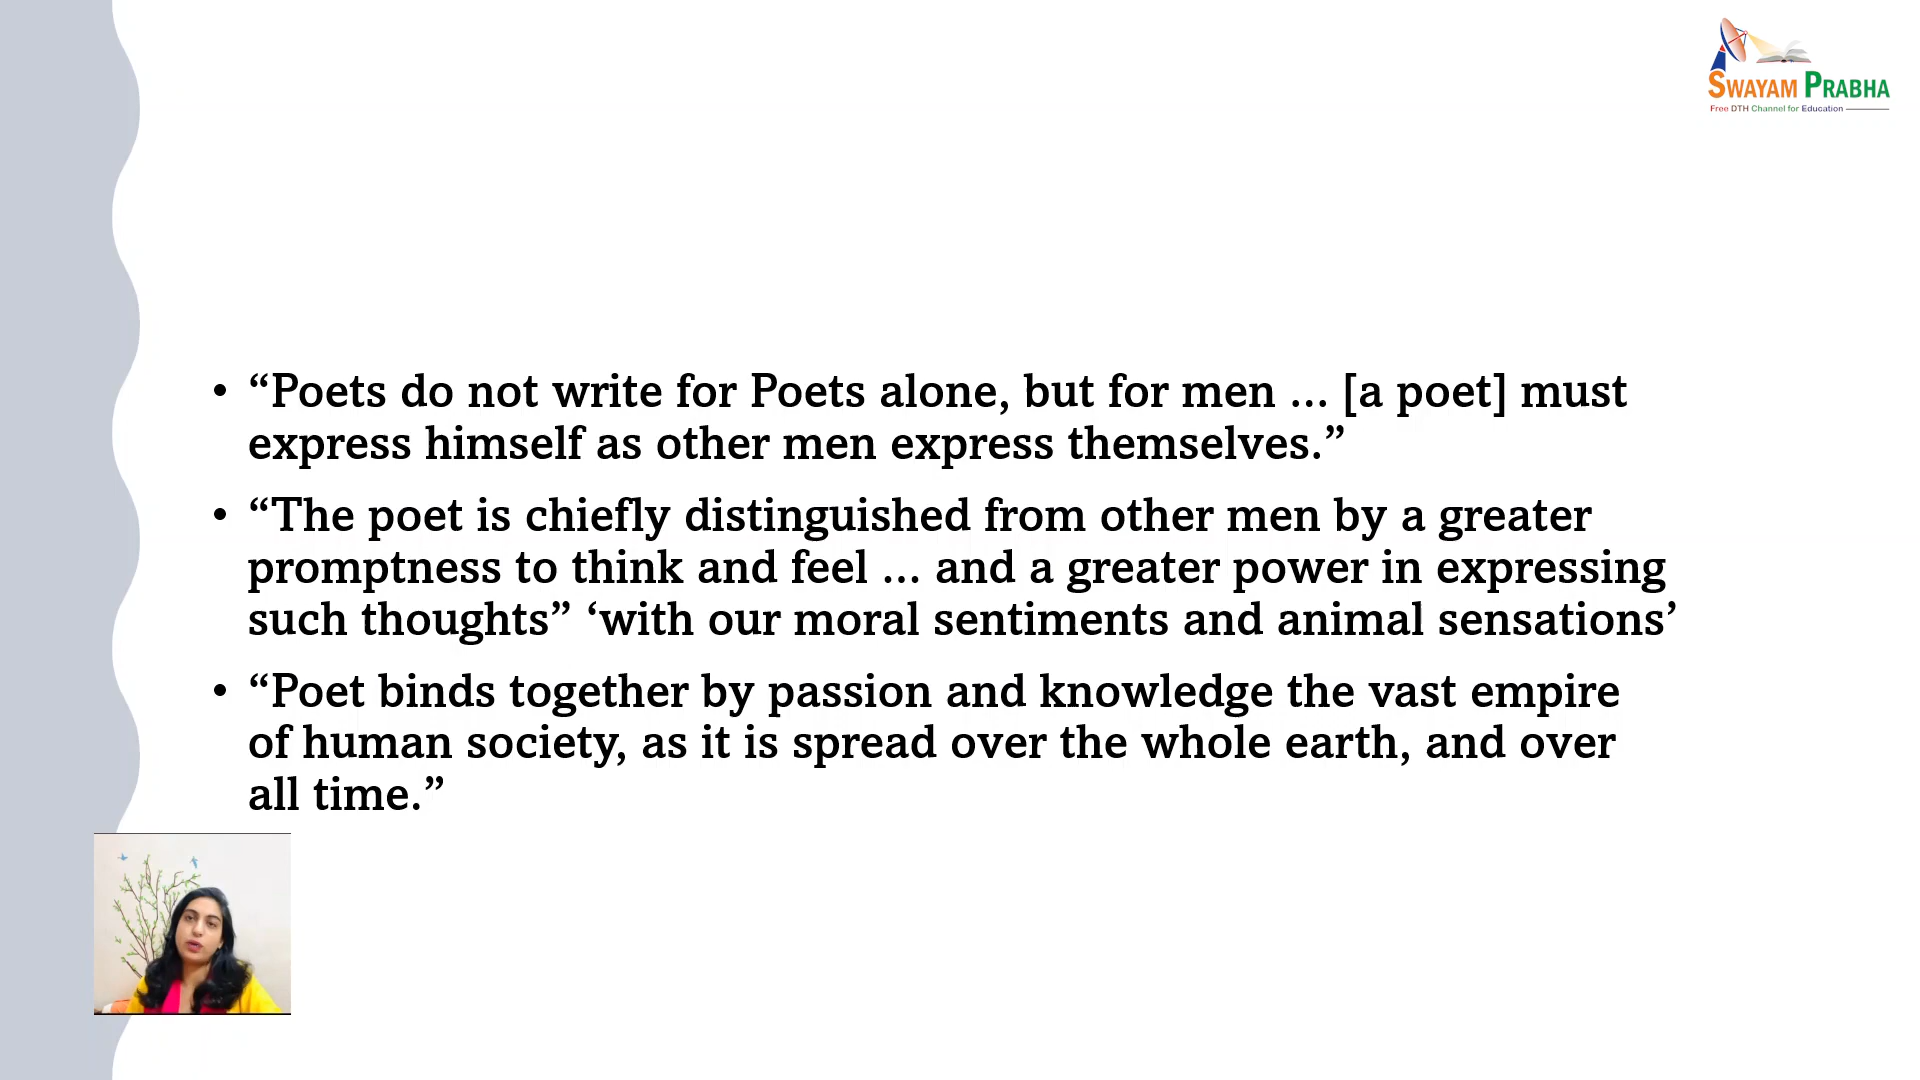 SWAYAM PRABHA
Free DTH Channel for Education
• “Poets do not write for Poets alone, but for men … [a poet] must
express himself as other men express themselves.”
• “The poet is chiefly distinguished from other men by a greater
promptness to think and feel … and a greater power in expressing
such thoughts” ‘with our moral sentiments and animal sensations’
• “Poet binds together by passion and knowledge the vast empire
of human society, as it is spread over the whole earth, and over
all time.”